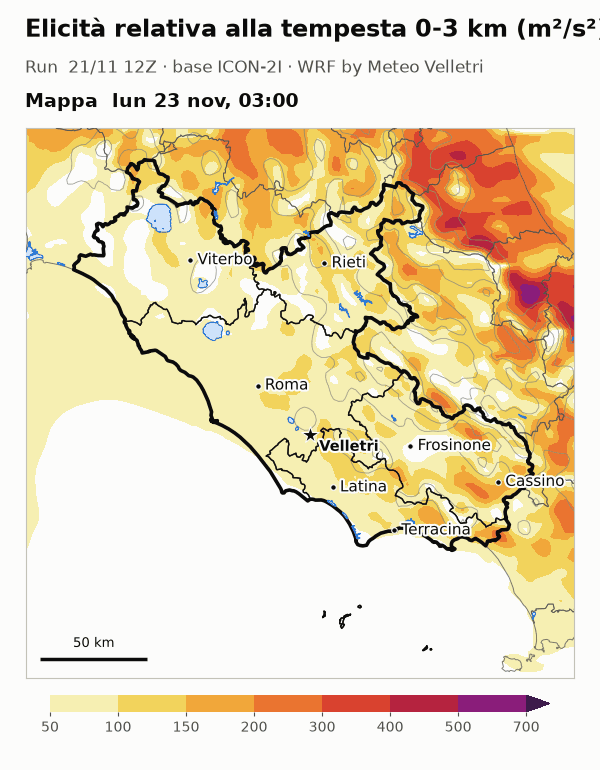 Elicità relativa alla tempesta 0-3 km (m²/s²)
Run  21/11 12Z · base ICON-2I · WRF by Meteo Velletri
Mappa  lun 23 nov, 03:00
Viterbo
Rieti
Roma
Velletri
Frosinone
Latina
Cassino
Terracina
50 km
50 100 150 200 300 400 500 700